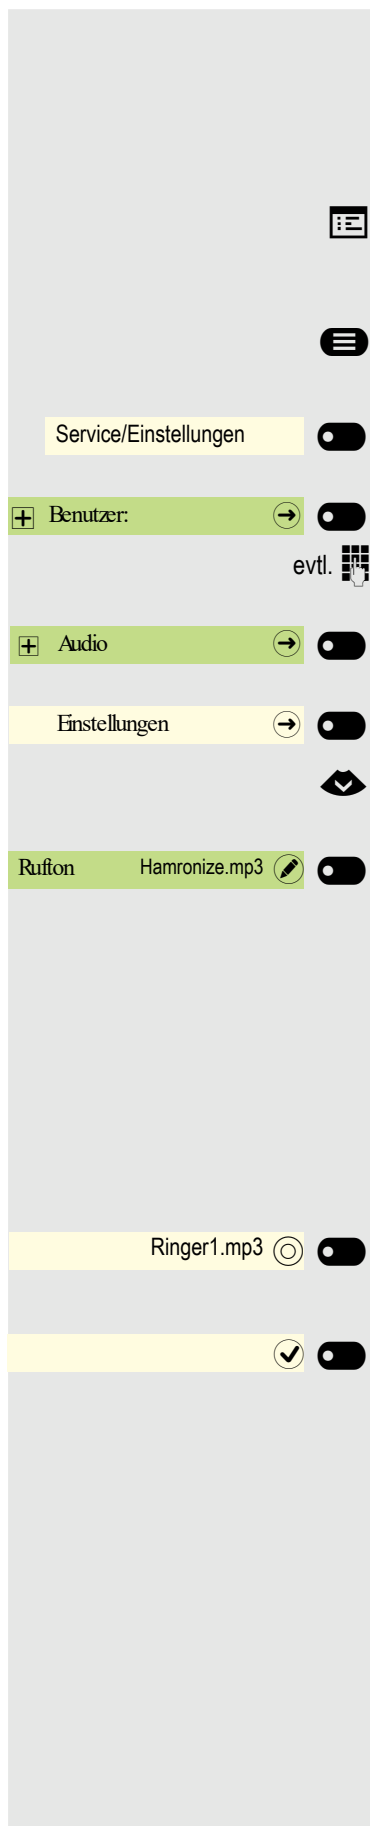 Service/Einstellungen
Benutzer:
evtl.
Audio
Einstellungen
Rufton Hamronize.mp3
Ringer1.mp3